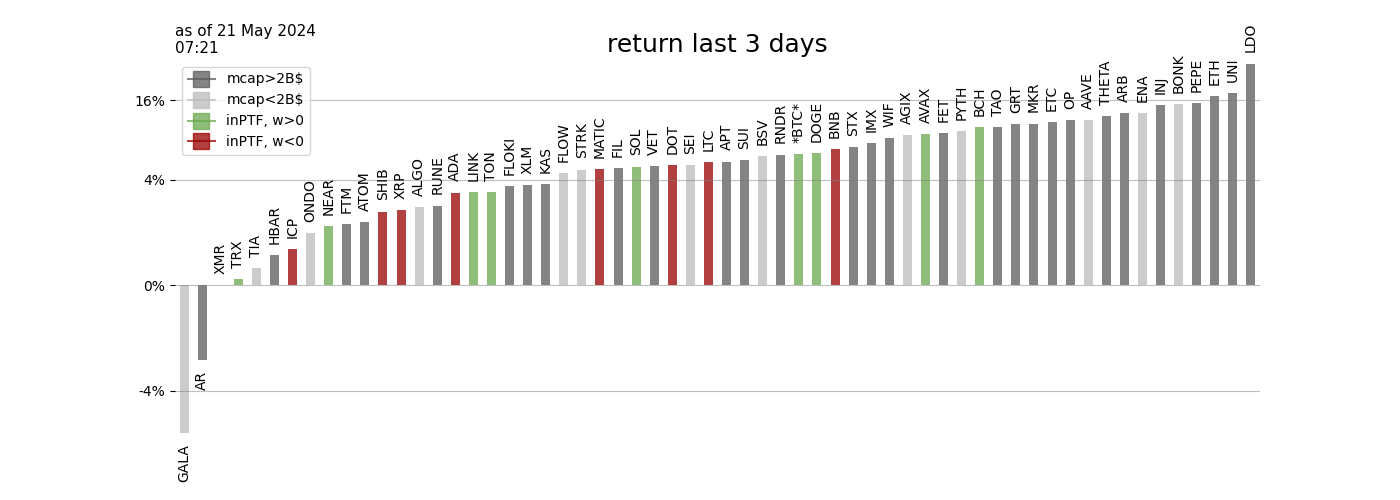 as of 21 May 2024
07:21
return last 3 days
mcap>2B$
mcap<2B$
inPTF, w>0
inPTF, w<0
16%
4%
0%
-4%
GALA
AR
XMR
TRX
TIA
HBAR
ICP
ONDO
NEAR
FTM
ATOM
SHIB
XRP
ALGO
RUNE
ADA
LINK
TON
FLOKI
XLM
KAS
FLOW
STRK
MATIC
FIL
SOL
VET
DOT
SEI
LTC
APT
SUI
BSV
RNDR
*BTC*
DOGE
BNB
STX
IMX
WIF
AGIX
AVAX
FET
PYTH
BCH
TAO
GRT
MKR
ETC
OP
AAVE
THETA
ARB
ENA
INJ
BONK
PEPE
ETH
UNI
LDO